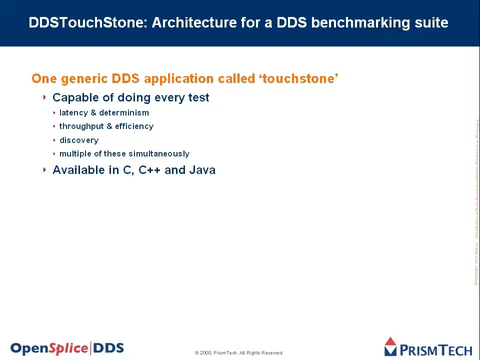 DDSTouchStone: Architecture for a DDS benchmarking suite
One generic DDS application called ‘touchstone’
Capable of doing every test
latency & determinism
throughput & efficiency
discovery
multiple of these simultaneously
Available in C, C++ and Java
OpenSplice|DDS
© 2008, PrismTech. All Rights Reserved
PRISMTECH